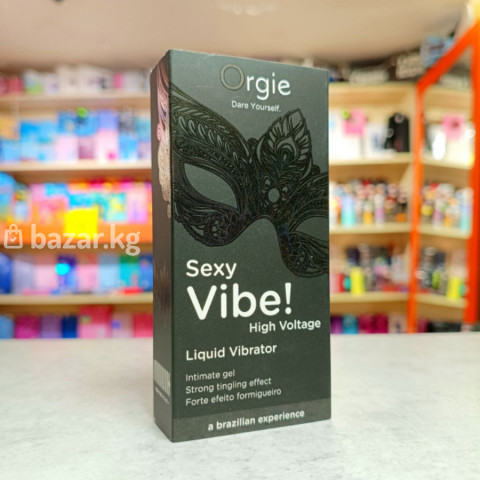 Orgie
Dare Yourself.
bazar.kg
Sexy
Vibe!
High Voltage
Liquid Vibrator
Intimate gel
Strong tingling effect
Forte efeito formigueiro
a brazilian experience